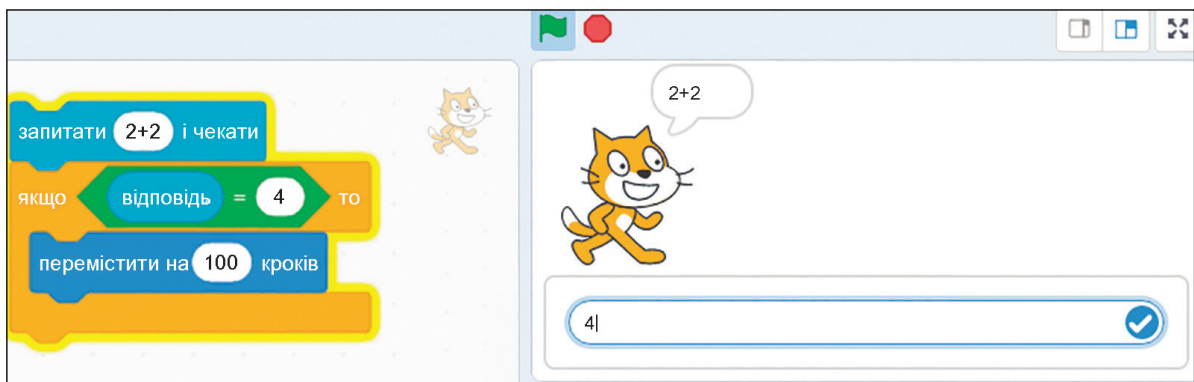 запитати 2+2 і чекати
якщо відповідь = 4 то
перемістити на 100 кроків
2+2
4